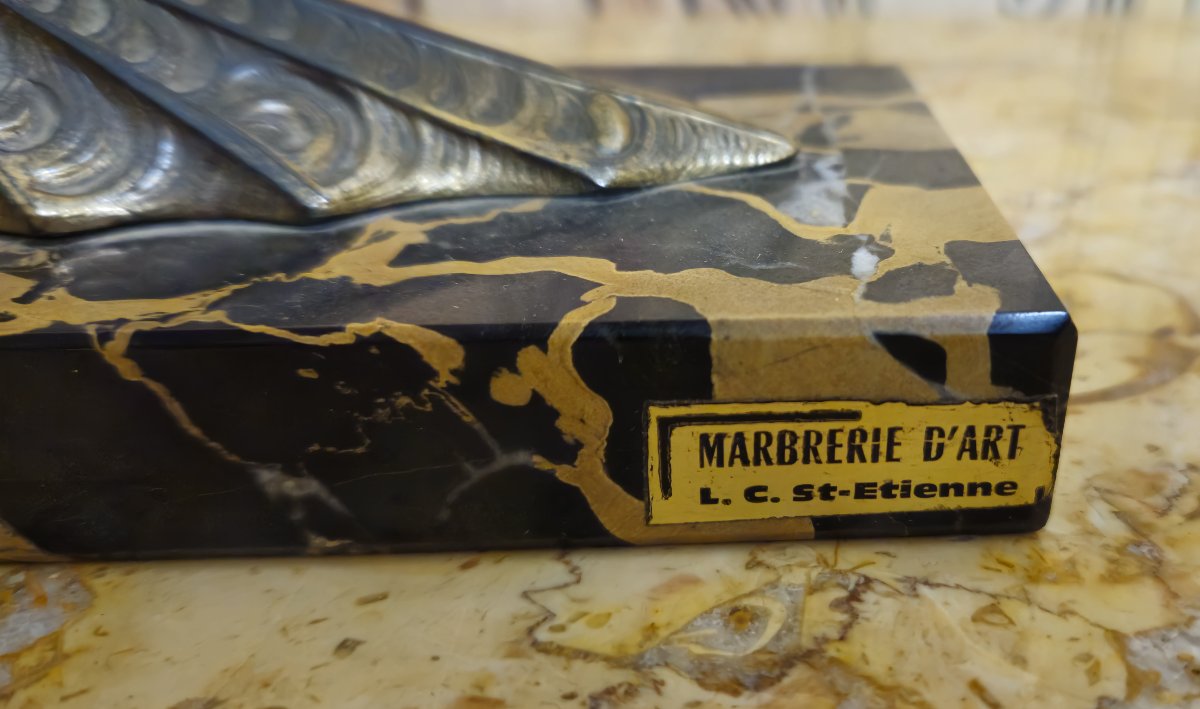 MARBRERIE D'ART
L. C. St-Etienne